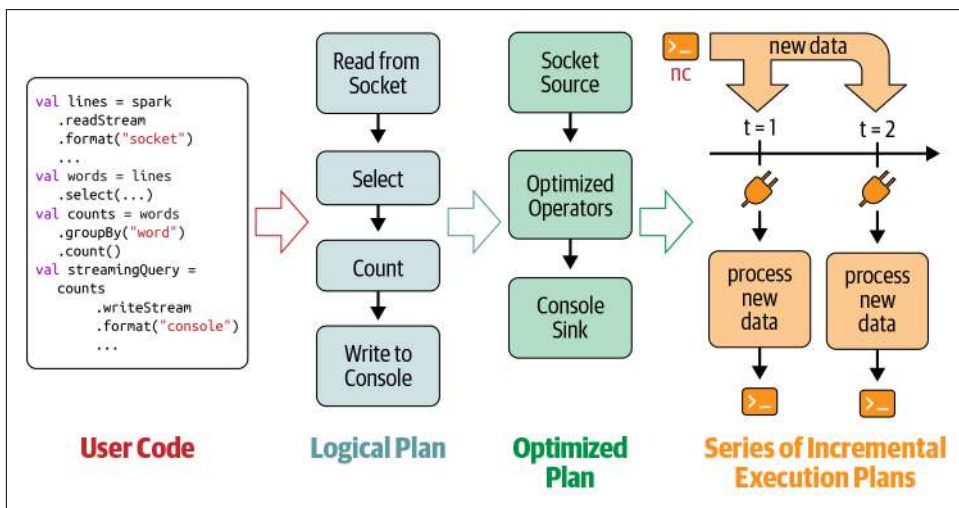 val lines = spark
.readStream
.format("socket")
...
val words = lines
.select(...)
val counts = words
.groupBy("word")
.count()
val streamingQuery =
counts
.writeStream
.format("console")
...
User Code
Read from
Socket
Select
Count
Write to
Console
Logical Plan
Socket
Source
Optimized
Operators
Console
Sink
Optimized
Plan
>_
nc
new data
t = 1
t = 2
process
new
data
process
new
data
>_
>_
Series of Incremental
Execution Plans